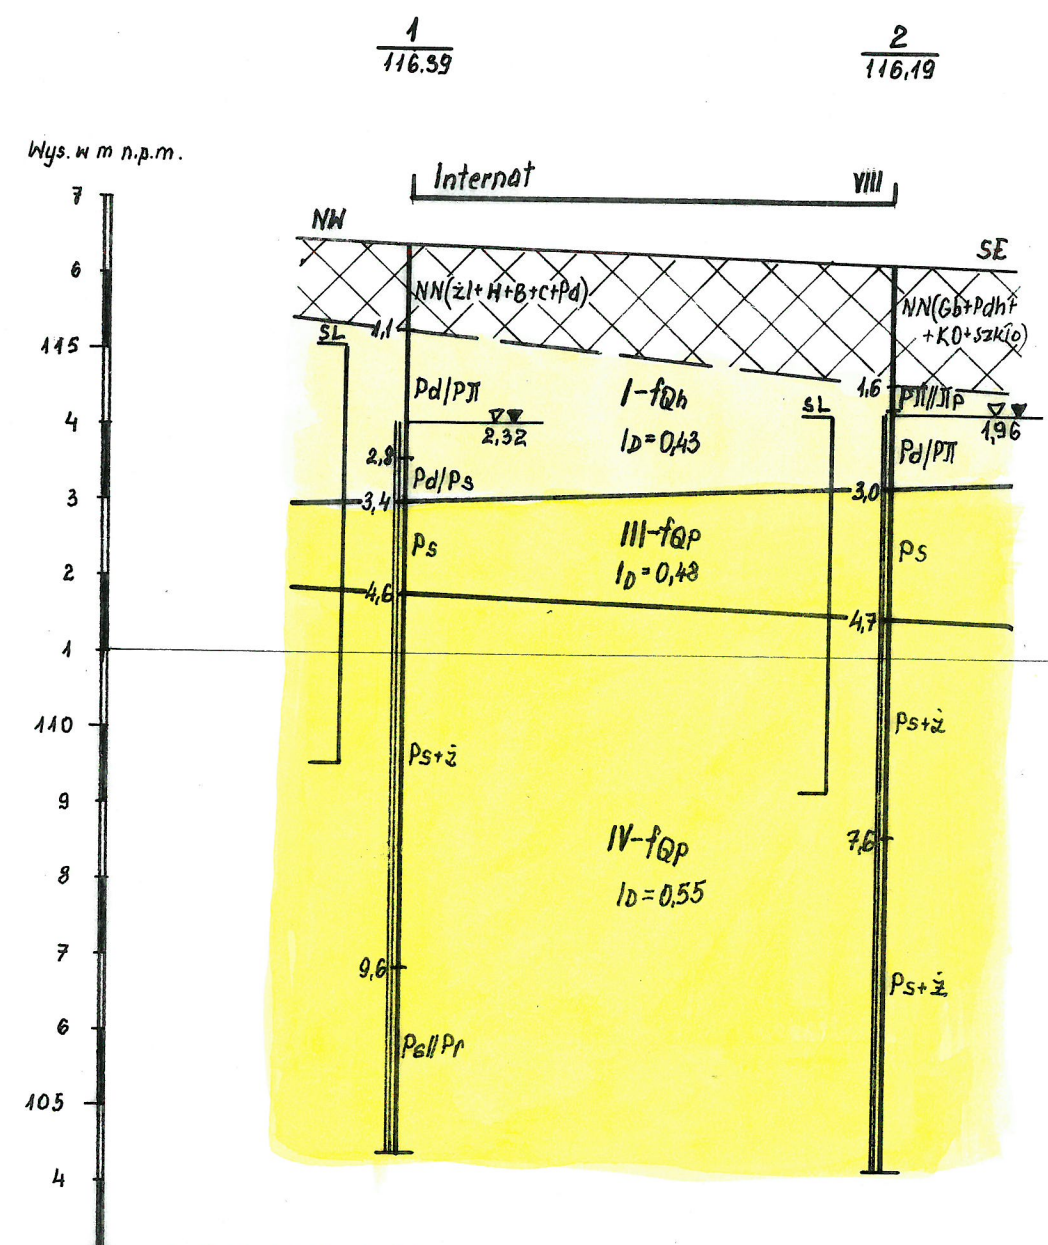 1
116.39
2
116,19
Wys. w m n.p.m.
7
6
115
4
3
2
1
110
9
8
7
6
105
4
Internat
VIII
NW
SE
NN(żl+H+B+C+Pd)
NN(Gb+Pdh+
+KO+szkło)
SL
1,1
1,6
Pd/Pπ
I-fQh
ID=0,43
SL
Pπ//πp
2,32
1,96
2,8
Pd/Ps
Pd/Pπ
3,4
3,0
Ps
III-fQp
ID=0,48
Ps
4,6
4,7
Ps+ż
Ps+ż
7,6
IV-fQp
ID=0,55
9,6
Ps+ż
Ps//Pr